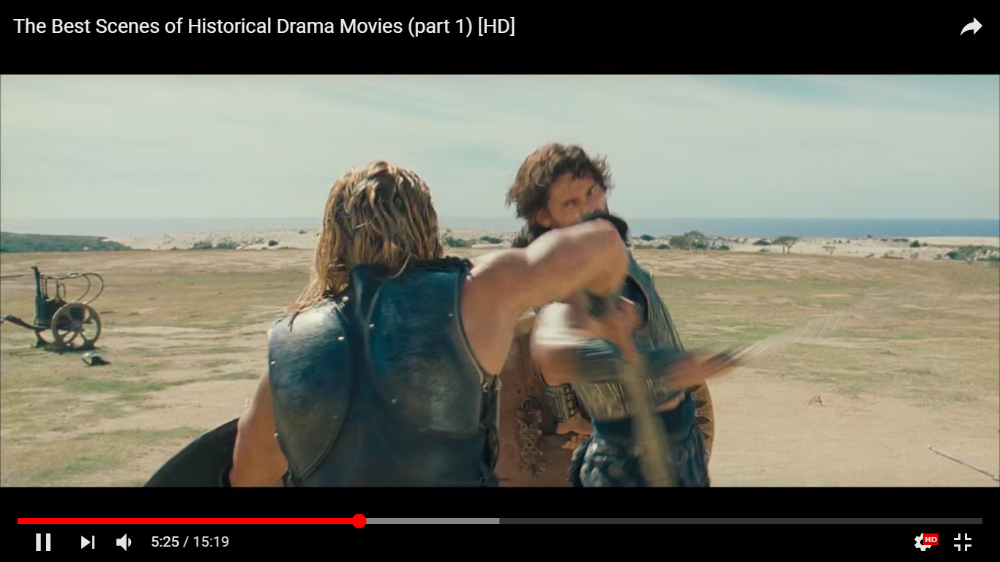 The Best Scenes of Historical Drama Movies (part 1) [HD]
5:25 / 15:19
HD